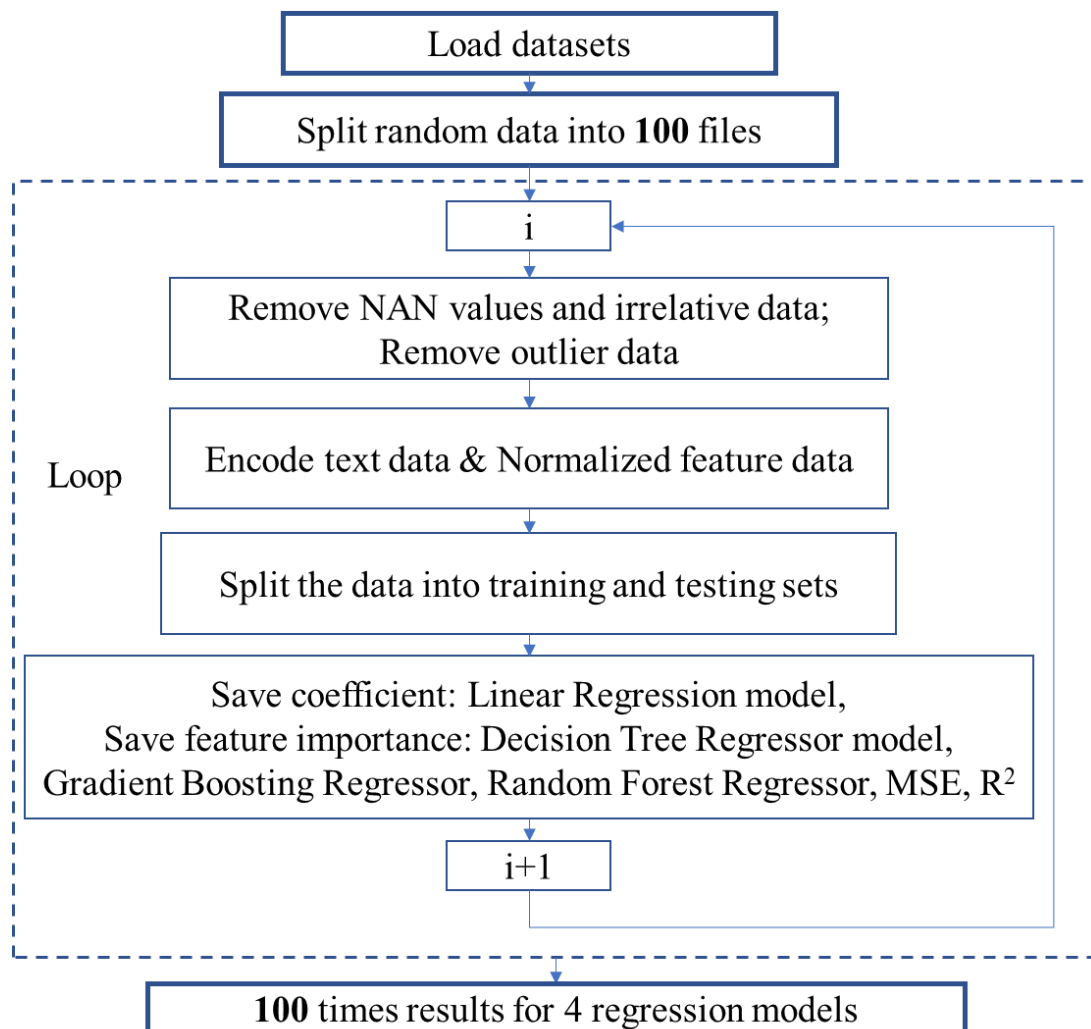 Load datasets
Split random data into 100 files
i
Remove NAN values and irrelative data;
Remove outlier data
Encode text data & Normalized feature data
Loop
Split the data into training and testing sets
Save coefficient: Linear Regression model,
Save feature importance: Decision Tree Regressor model,
Gradient Boosting Regressor, Random Forest Regressor, MSE, R²
i+1
100 times results for 4 regression models